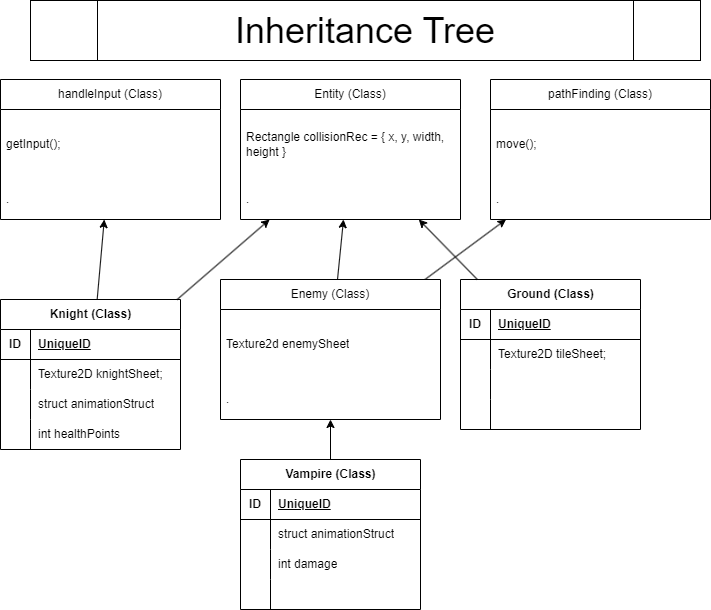 Inheritance Tree
handleInput (Class)
getInput();
.
Entity (Class)
Rectangle collisionRec = { x, y, width,
height }
.
pathFinding (Class)
move();
.
Knight (Class)
ID UniqueID
Texture2D knightSheet;
struct animationStruct
int healthPoints
Enemy (Class)
Texture2d enemySheet
.
Ground (Class)
ID UniqueID
Texture2D tileSheet;
Vampire (Class)
ID UniqueID
struct animationStruct
int damage